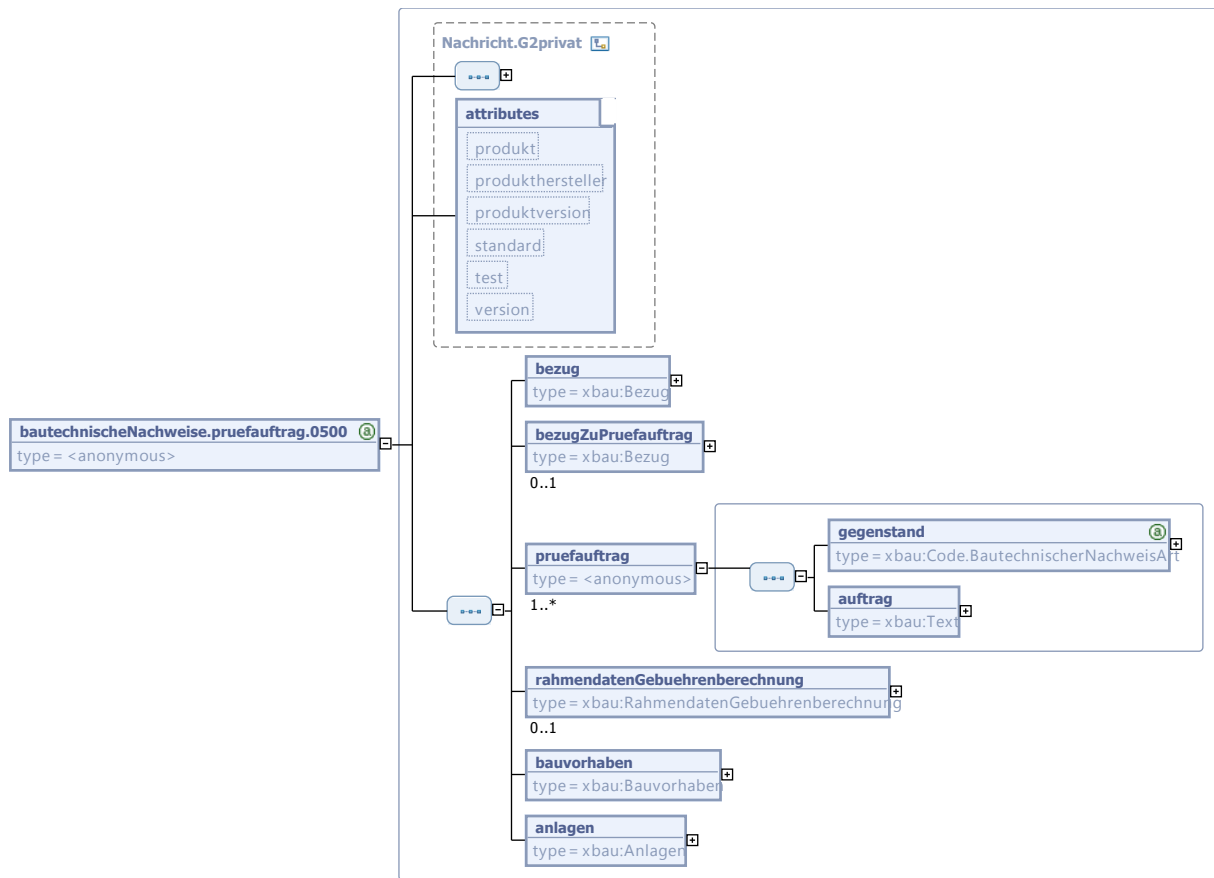 Nachricht.G2privat
attributes
produkt
produkthersteller
produktversion
standard
test
version
bautechnischeNachweise.pruefauftrag.0500 a
type = <anonymous>
bezug
type = xbau:Bezug
bezugZuPruefauftrag
type = xbau:Bezug
0..1
pruefauftrag
type = <anonymous>
1..*
gegenstand a
type = xbau:Code.BautechnischerNachweisArt
auftrag
type = xbau:Text
rahmendatenGebuehrenberechnung
type = xbau:RahmendatenGebuehrenberechnung
0..1
bauvorhaben
type = xbau:Bauvorhaben
anlagen
type = xbau:Anlagen